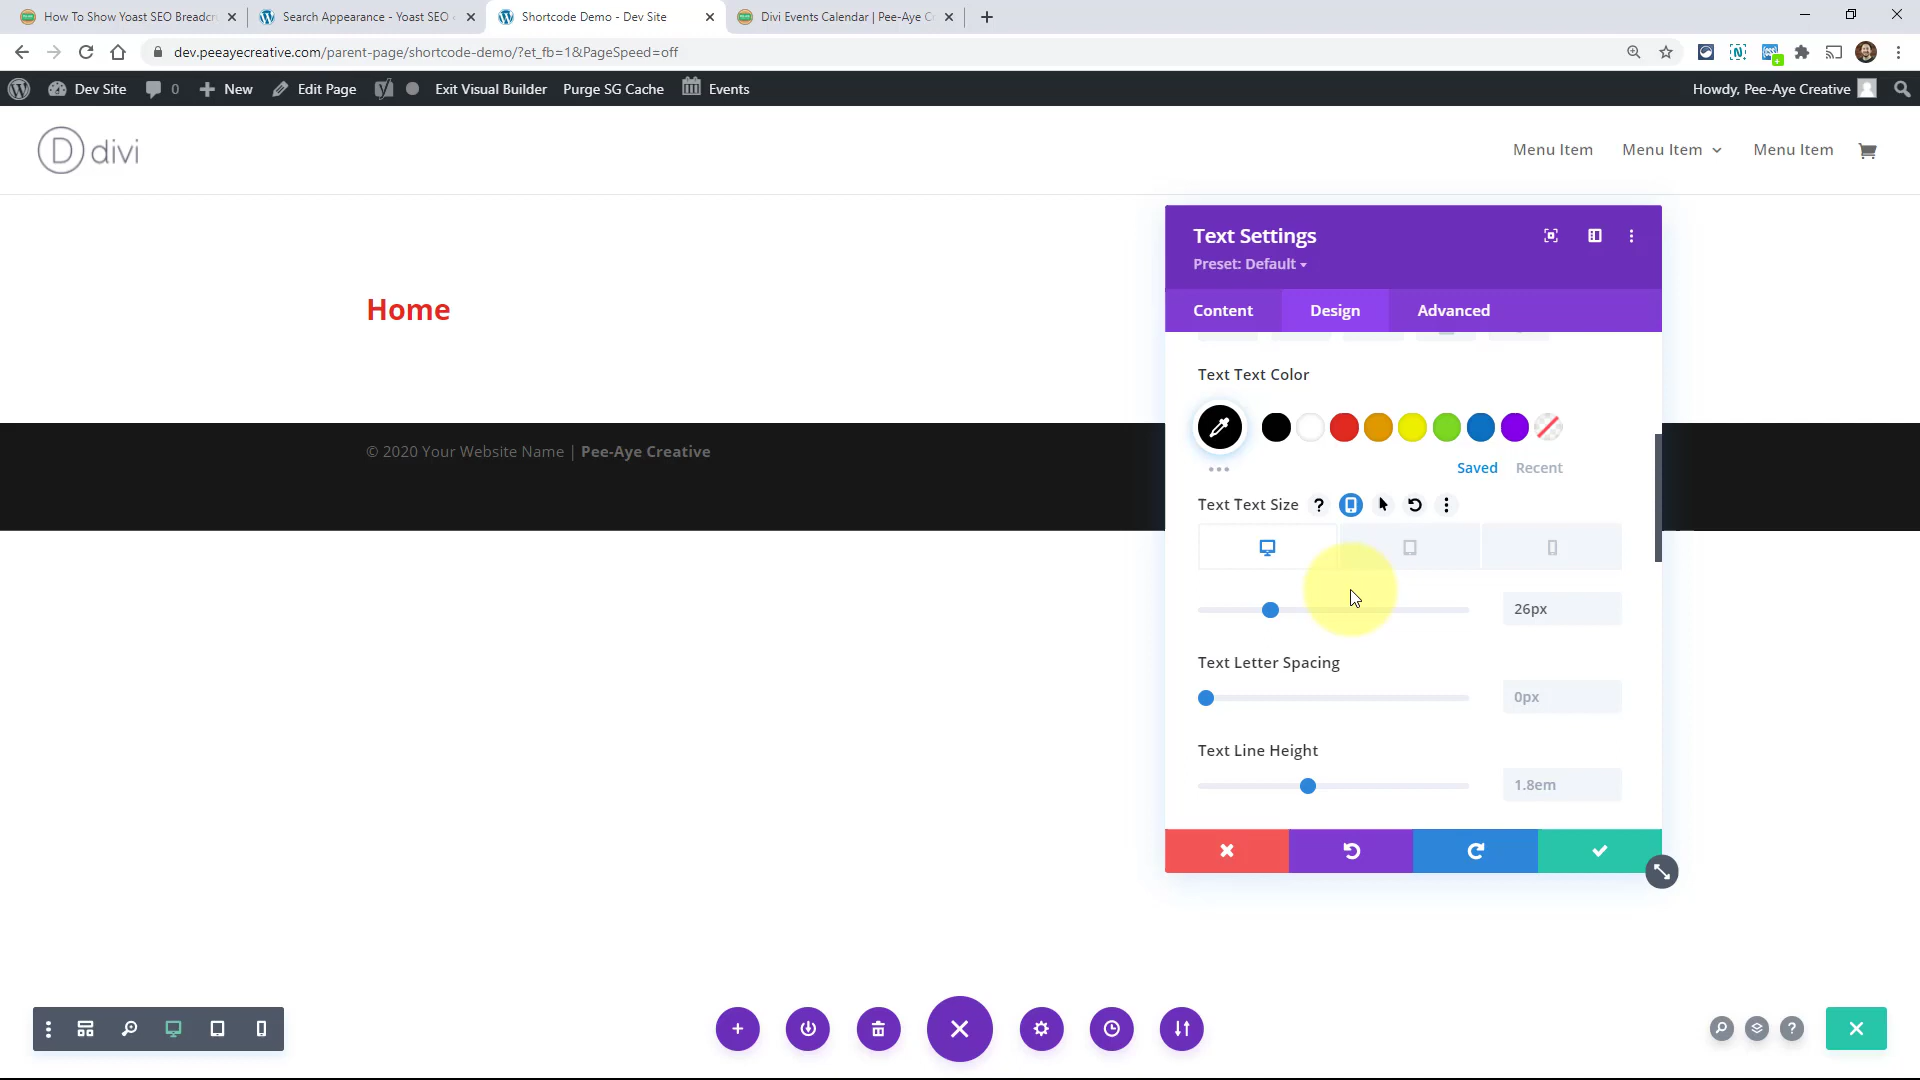 How To Show Yoast SEO Breadcr
Search Appearance - Yoast SEO
Shortcode Demo - Dev Site
Divi Events Calendar | Pee-Aye C
dev.peeayecreative.com/parent-page/shortcode-demo/?et_fb=1&PageSpeed=off
Dev Site
0
New
Edit Page
Exit Visual Builder
Purge SG Cache
Events
Howdy, Pee-Aye Creative
D divi
Menu Item
Menu Item
Menu Item
Text Settings
Preset: Default
Content
Design
Advanced
Home
Text Text Color
Saved
Recent
© 2020 Your Website Name | Pee-Aye Creative
Text Text Size
26px
Text Letter Spacing
0px
Text Line Height
1.8em